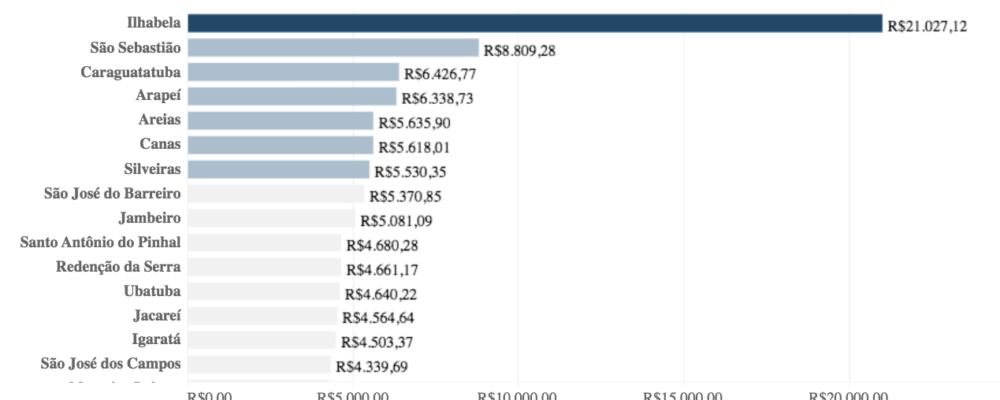 Ilhabela R$21.027,12
São Sebastião R$8.809,28
Caraguatatuba R$6.426,77
Arapeí R$6.338,73
Areias R$5.635,90
Canas R$5.618,01
Silveiras R$5.530,35
São José do Barreiro R$5.370,85
Jambeiro R$5.081,09
Santo Antônio do Pinhal R$4.680,28
Redenção da Serra R$4.661,17
Ubatuba R$4.640,22
Jacareí R$4.564,64
Igaratá R$4.503,37
São José dos Campos R$4.339,69
R$0,00 R$5.000,00 R$10.000,00 R$15.000,00 R$20.000,00